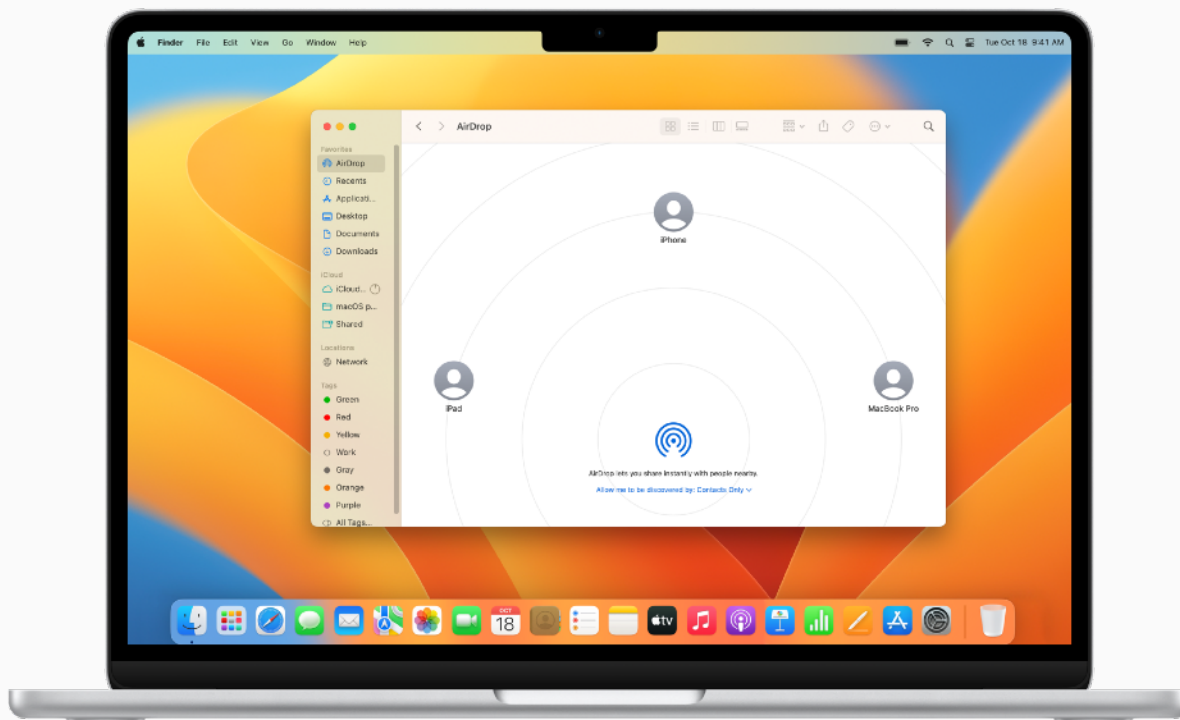 Finder File Edit View Go Window Help
Tue Oct 18 9:41 AM
AirDrop
Favorites
AirDrop
Recents
Applicati...
Desktop
Documents
Downloads
iCloud
iCloud...
macOS p...
Shared
Locations
Network
Tags
Green
Red
Yellow
Work
Gray
Orange
Purple
All Tags...
iPhone
iPad
MacBook Pro
AirDrop lets you share instantly with people nearby.
Allow me to be discovered by: Contacts Only
OCT
18
tv